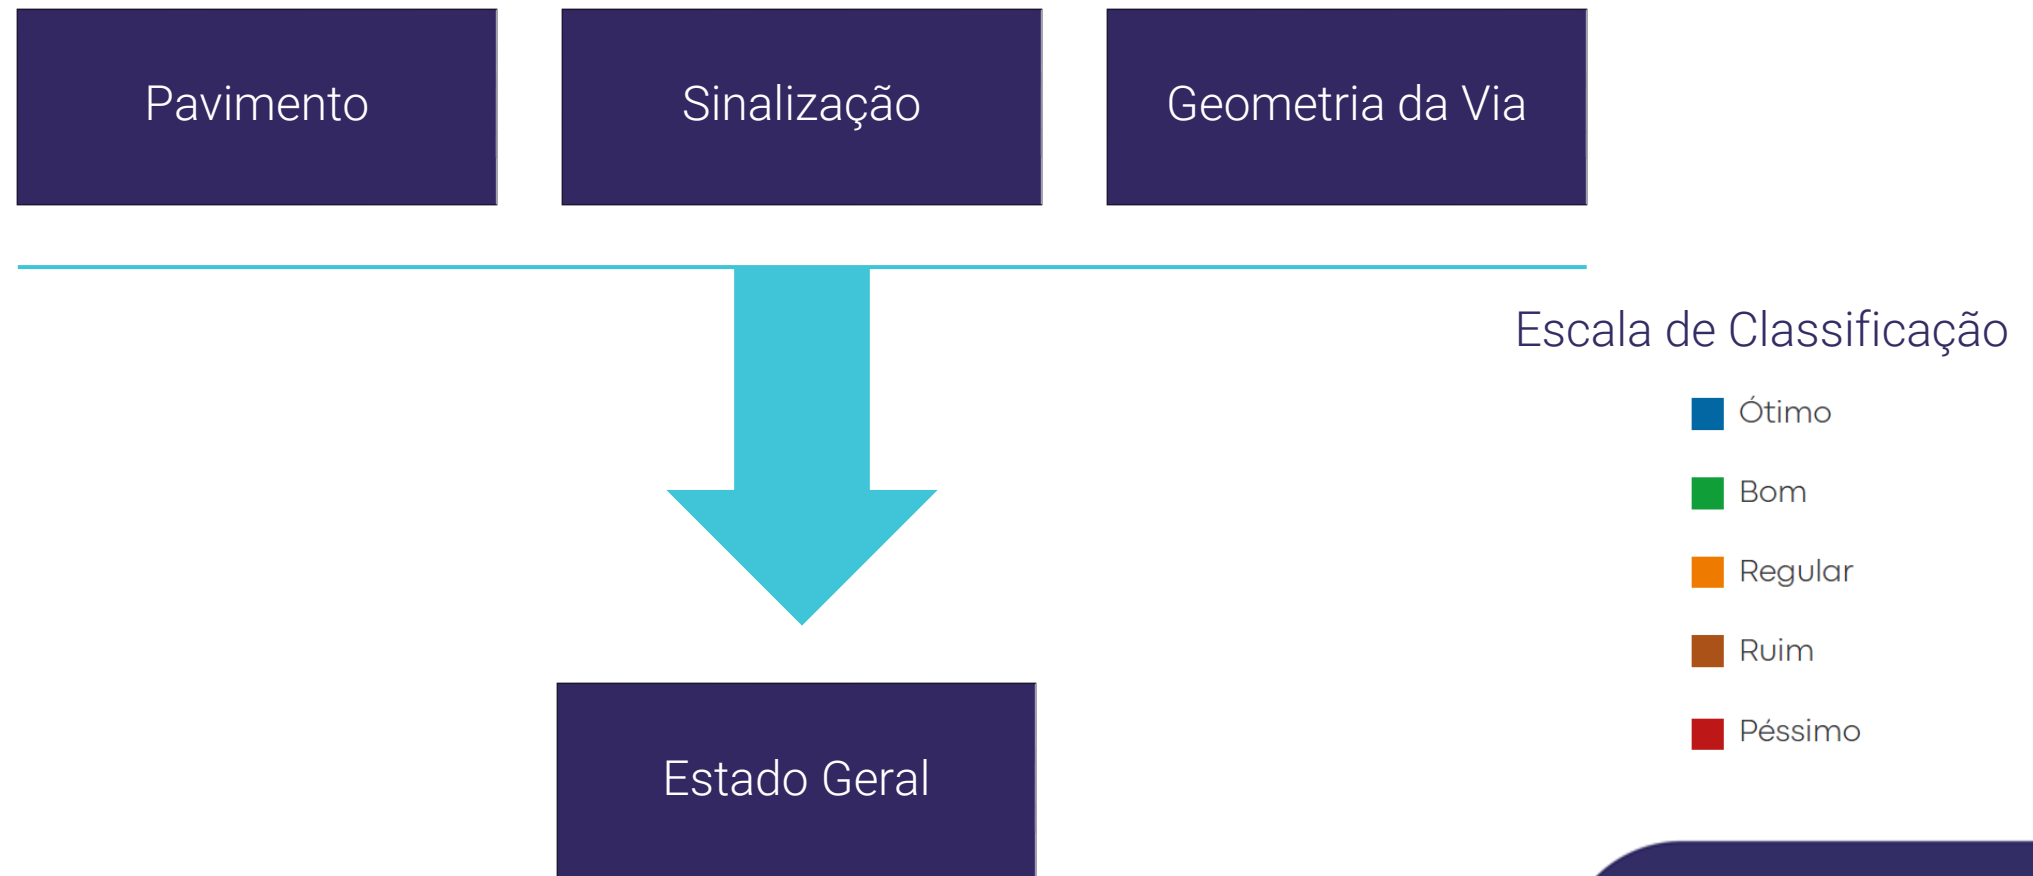 Pavimento
Sinalização
Geometria da Via
Escala de Classificação
Ótimo
Bom
Regular
Ruim
Péssimo
Estado Geral